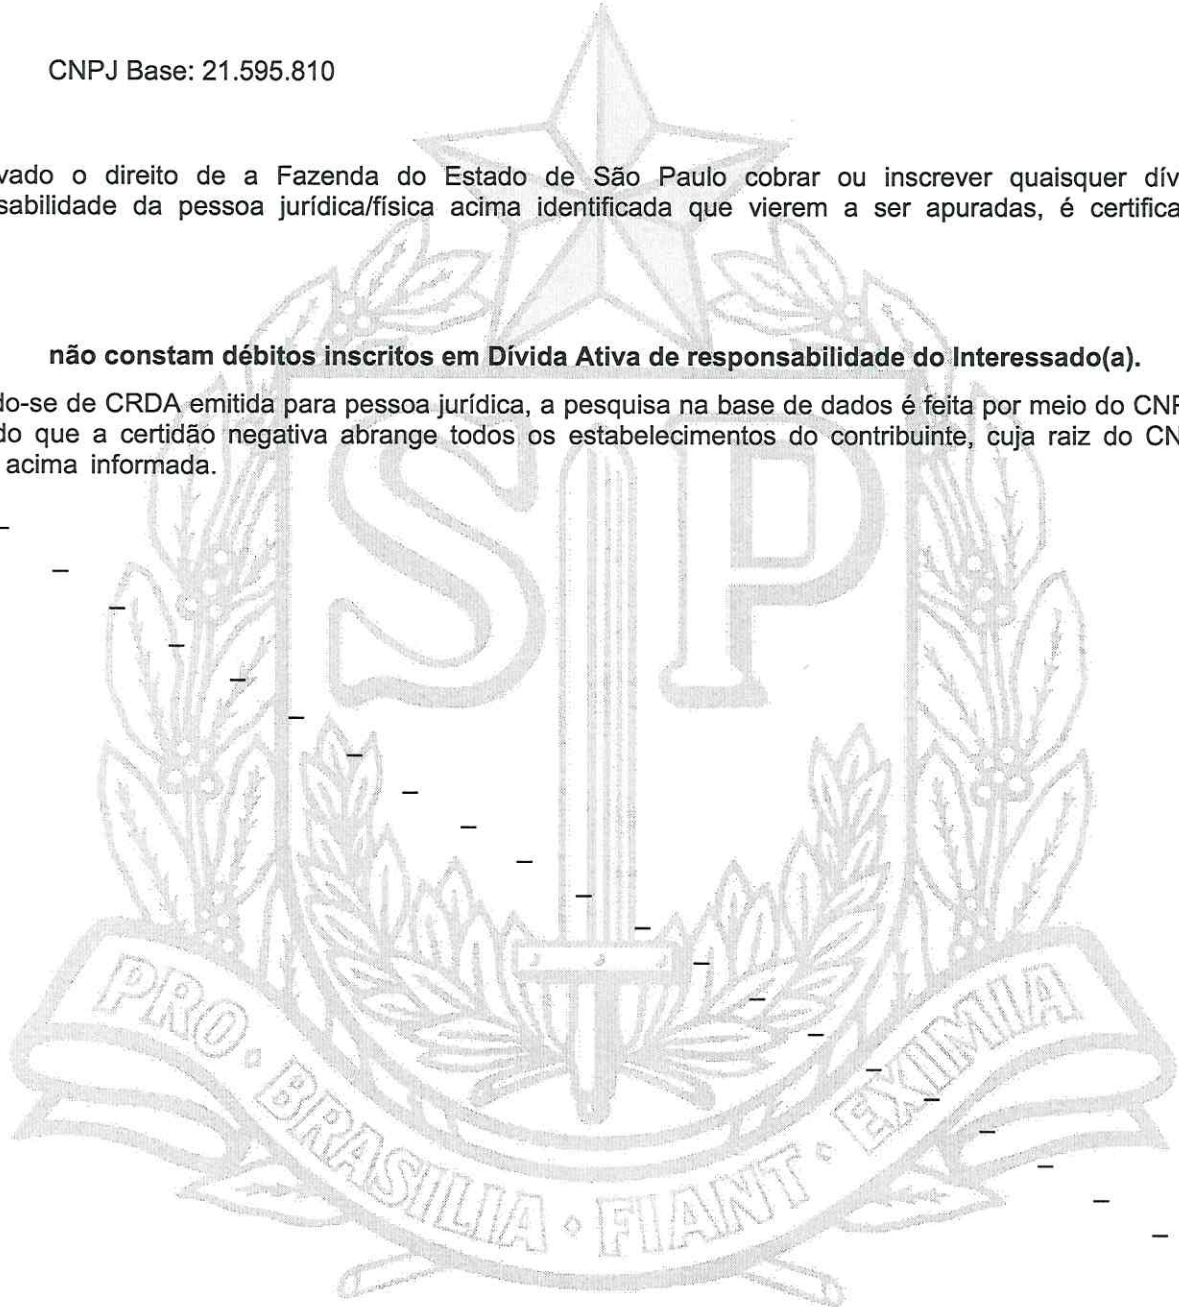 CNPJ Base: 21.595.810
vado o direito de a Fazenda do Estado de São Paulo cobrar ou inscrever quaisquer dív
sabilidade da pessoa jurídica/física acima identificada que vierem a ser apuradas, é certifica
não constam débitos inscritos em Dívida Ativa de responsabilidade do Interessado(a).
do-se de CRDA emitida para pessoa jurídica, a pesquisa na base de dados é feita por meio do CNP
do que a certidão negativa abrange todos os estabelecimentos do contribuinte, cuja raiz do CN
acima informada.
SP
PRO · BRASILIA · FIANT · EXIMIA